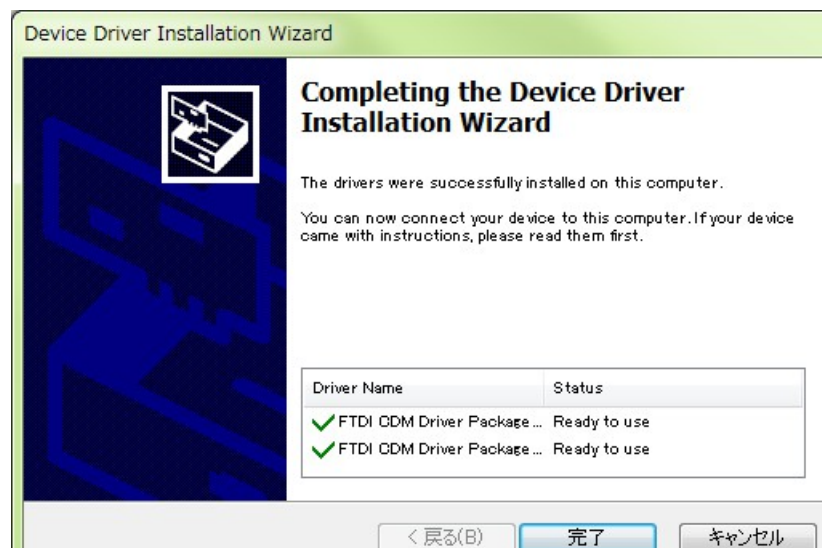 Device Driver Installation Wizard
Completing the Device Driver
Installation Wizard
The drivers were successfully installed on this computer.
You can now connect your device to this computer. If your device
came with instructions, please read them first.
Driver Name Status
FTDI CDM Driver Package... Ready to use
FTDI CDM Driver Package... Ready to use
< 戻る(B) 完了 キャンセル